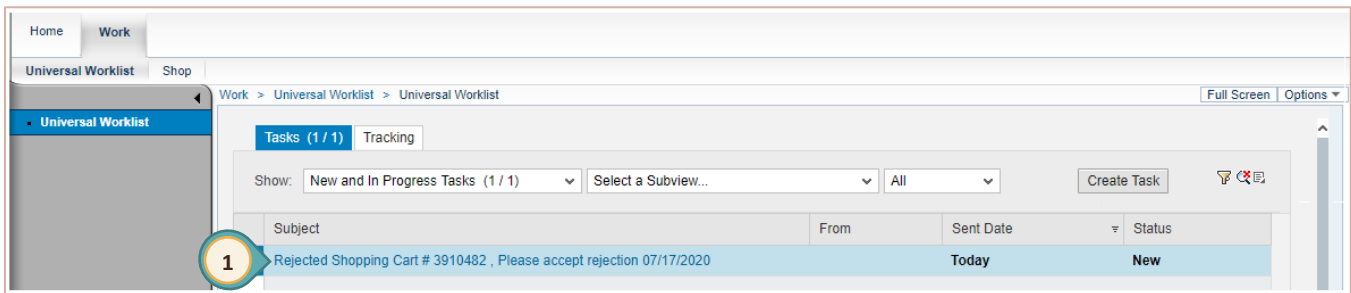 Home Work
Universal Worklist Shop
Work > Universal Worklist > Universal Worklist Full Screen Options
Universal Worklist
Tasks (1 / 1) Tracking
Show: New and In Progress Tasks (1 / 1) Select a Subview... All Create Task
Subject From Sent Date Status
1 Rejected Shopping Cart # 3910482 , Please accept rejection 07/17/2020 Today New